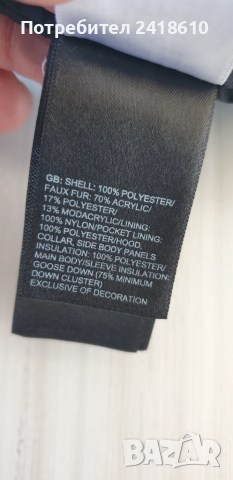 Потребител 2418610
GB: SHELL: 100% POLYESTER/
FAUX FUR: 70% ACRYLIC/
17% POLYESTER/
13% MODACRYLIC/LINING:
100% NYLON/POCKET LINING:
100% POLYESTER/HOOD,
COLLAR, SIDE BODY PANELS
INSULATION: 100% POLYESTER/
MAIN BODY/SLEEVE INSULATION:
GOOSE DOWN (75% MINIMUM
DOWN CLUSTER)
EXCLUSIVE OF DECORATION
БАЗАР.bg